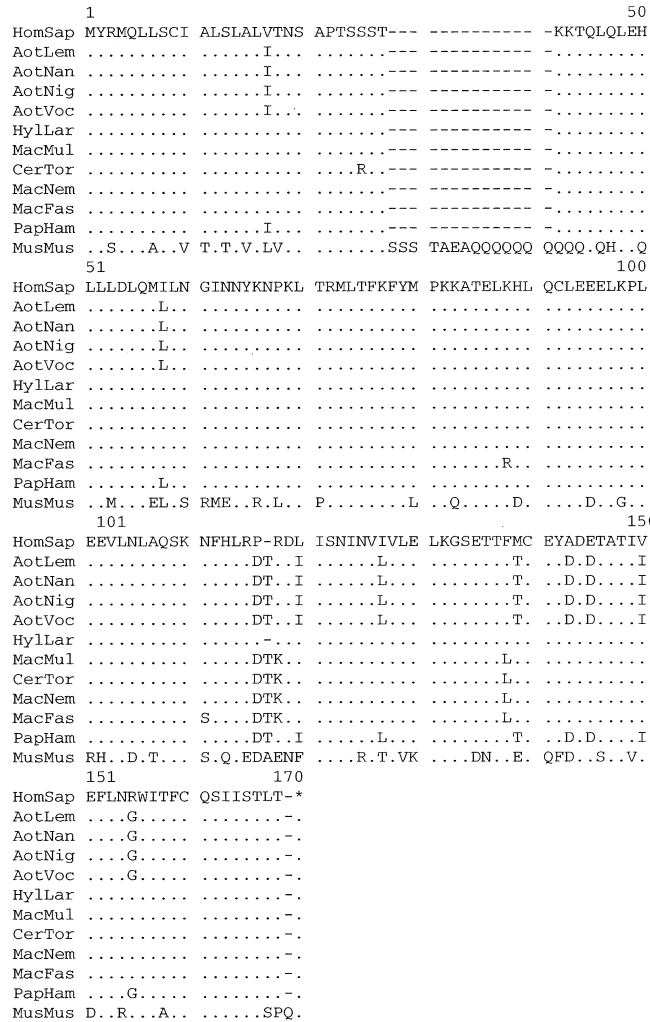 1 50
HomSap MYRMQLLSCI ALSLALVTNS APTSSST--- ---------- -KKTQLQLEH
AotLem .......... ......I... .......--- ---------- -.........
AotNan .......... ......I... .......--- ---------- -.........
AotNig .......... ......I... .......--- ---------- -.........
AotVoc .......... ......I... .......--- ---------- -.........
HylLar .......... .......... .......--- ---------- -.........
MacMul .......... .......... .......--- ---------- -.........
CerTor .......... .......... ....R..--- ---------- -.........
MacNem .......... .......... .......--- ---------- -.........
MacFas .......... .......... .......--- ---------- -.........
PapHam .......... ......I... .......--- ---------- -.........
MusMus ..S...A..V T.T.V.LV.. .......SSS TAEAQQQQQQ QQQQ.QH..Q
51 100
HomSap LLLDLQMILN GINNYKNPKL TRMLTFKFYM PKKATELKHL QCLEEELKPL
AotLem .......L.. .......... .......... .......... ..........
AotNan .......L.. .......... .......... .......... ..........
AotNig .......L.. .......... .......... .......... ..........
AotVoc .......L.. .......... .......... .......... ..........
HylLar .......... .......... .......... .......... ..........
MacMul .......... .......... .......... .......... ..........
CerTor .......... .......... .......... .......... ..........
MacNem .......... .......... .......... .......... ..........
MacFas .......... .......... .......... .......R.. ..........
PapHam .......L.. .......... .......... .......... ..........
MusMus ..M...EL.S RME..R.L.. P........L ..Q.....D. .....D..G.
101 150
HomSap EEVLNLAQSK NFHLRP-RDL ISNINVIVLE LKGSETTFMC EYADETATIV
AotLem .......... .....DT..I ......L... ........T. ..D.D....I
AotNan .......... .....DT..I ......L... ........T. ..D.D....I
AotNig .......... .....DT..I ......L... ........T. ..D.D....I
AotVoc .......... .....DT..I ......L... ........T. ..D.D....I
HylLar .......... ......-... .......... .......... ..........
MacMul .......... .....DTK.. .......... .......L.. ..........
CerTor .......... .....DTK.. .......... .......L.. ..........
MacNem .......... .....DTK.. .......... .......L.. ..........
MacFas .......... S....DTK.. .......... .......L.. ..........
PapHam .......... .....DT..I ......L... ........T. ..D.D....I
MusMus RH..D.T... S.Q.EDAENF ....R.T.VK ....DN..E. QFD..S..V.
151 170
HomSap EFLNRWITFC QSIISTLT-*
AotLem ....G..... ........-.
AotNan ....G..... ........-.
AotNig ....G..... ........-.
AotVoc ....G..... ........-.
HylLar .......... ........-.
MacMul .......... ........-.
CerTor .......... ........-.
MacNem .......... ........-.
MacFas .......... ........-.
PapHam ....G..... ........-.
MusMus D..R...A.. ......SPQ.